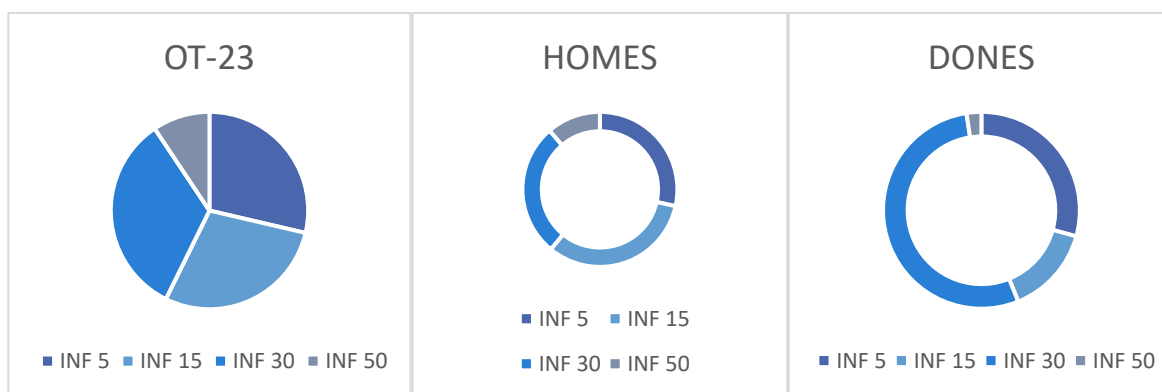 OT-23
INF 5 INF 15 INF 30 INF 50
HOMES
INF 5 INF 15
INF 30 INF 50
DONES
INF 5 INF 15 INF 30 INF 50